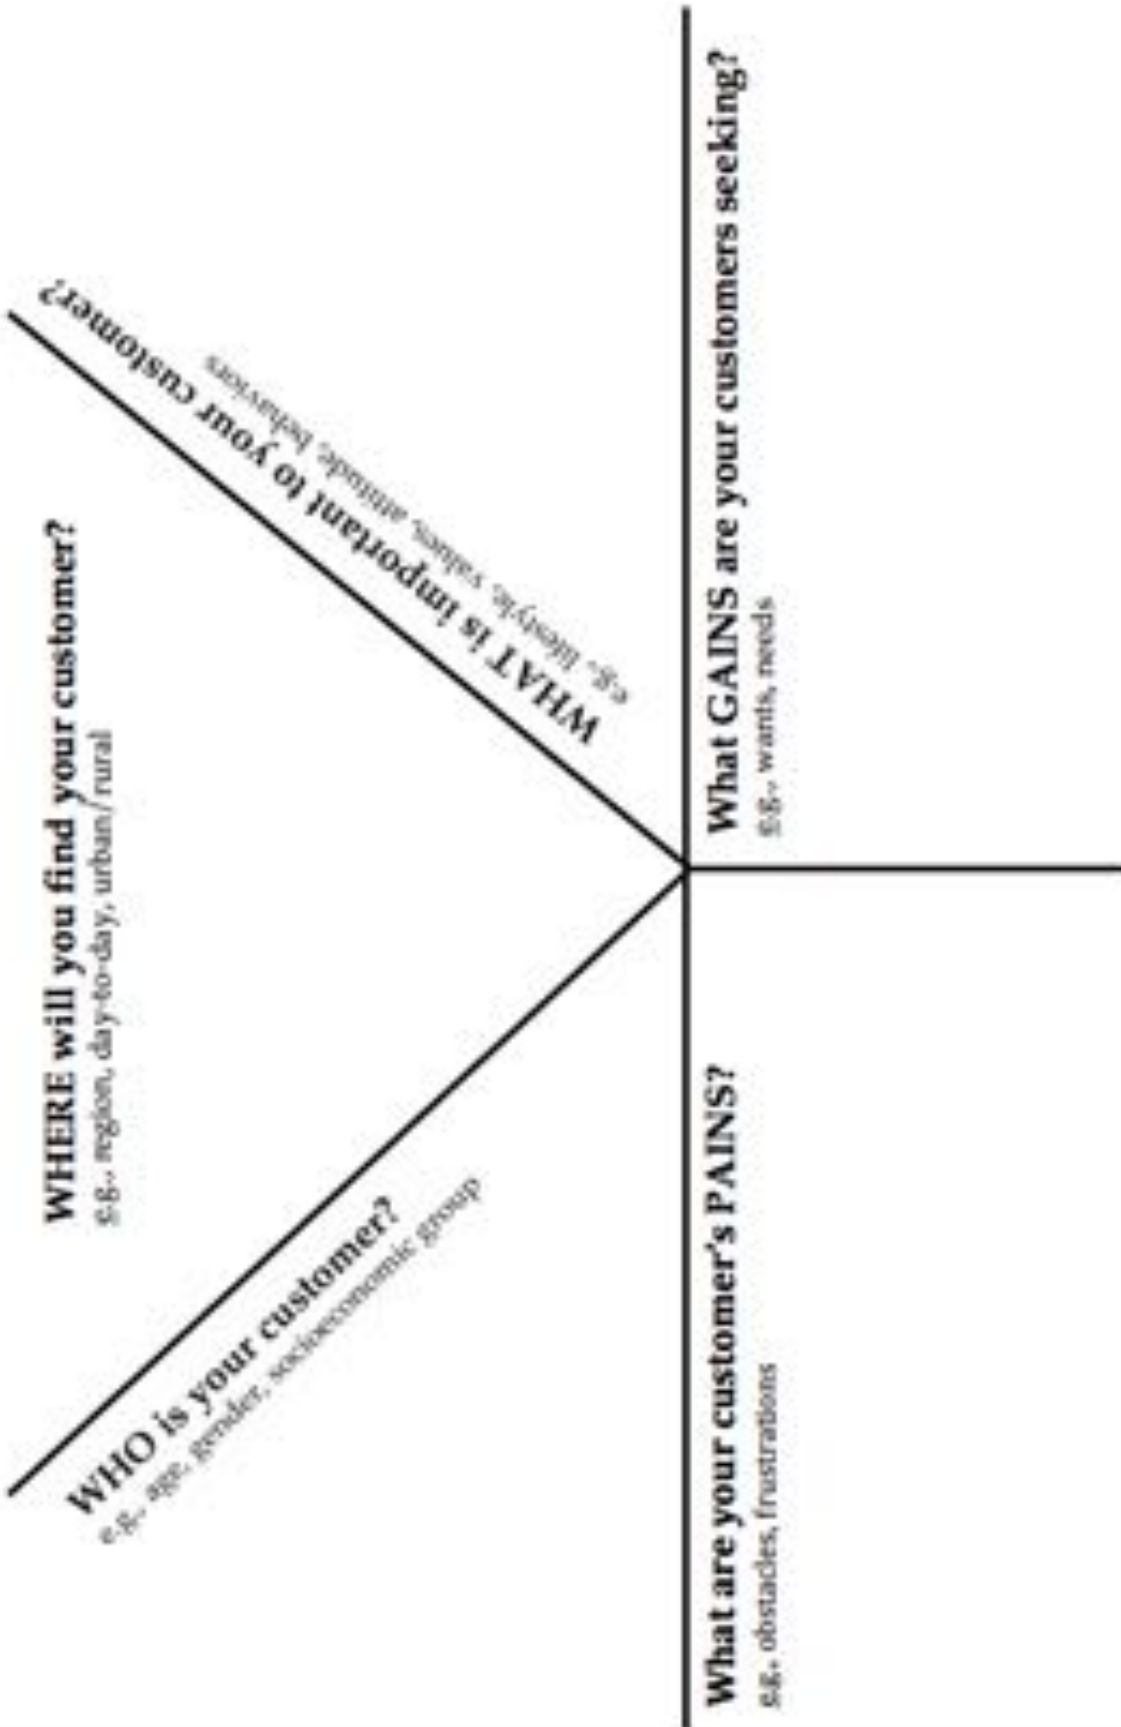 WHERE will you find your customer?
e.g., region, day-to-day, urban/rural
WHO is your customer?
e.g., age, gender, socioeconomic group
WHAT is important to your customer?
e.g., lifestyle, values, attitude, behaviors
What are your customer's PAINS?
e.g., obstacles, frustrations
What GAINS are your customers seeking?
e.g., wants, needs